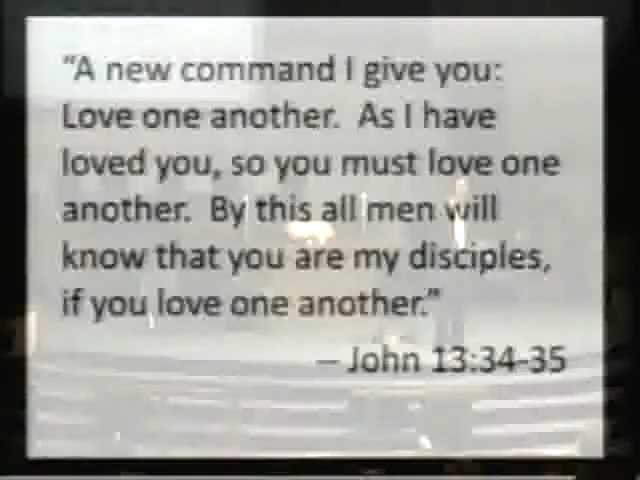 “A new command I give you:
Love one another.  As I have
loved you, so you must love one
another.  By this all men will
know that you are my disciples,
if you love one another.”
– John 13:34-35